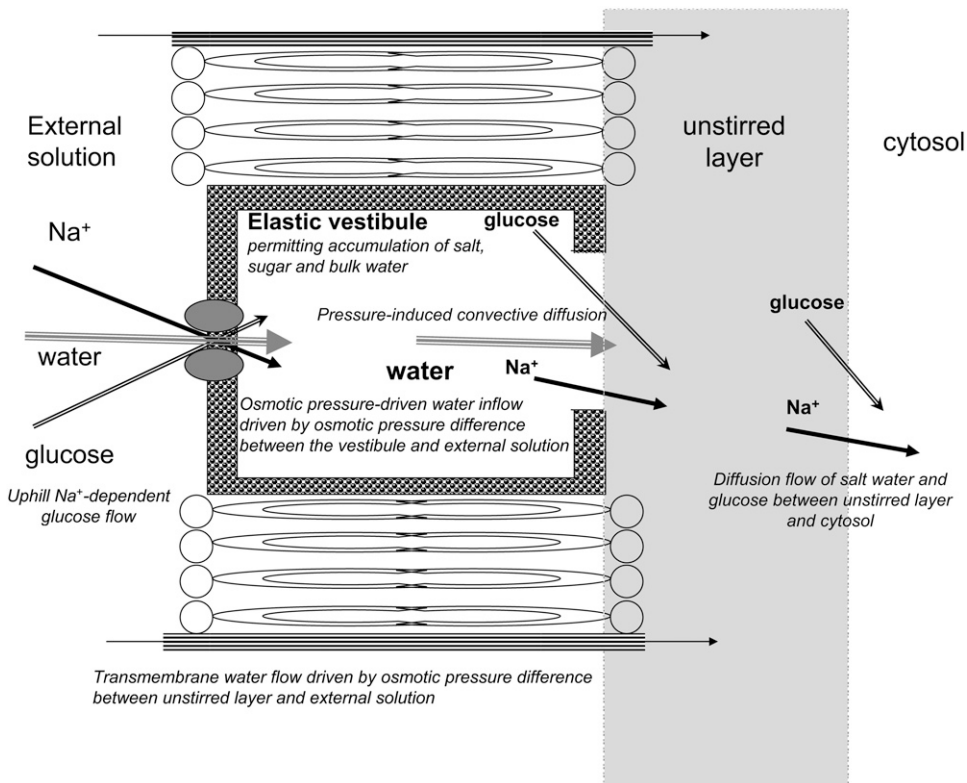 External
solution
unstirred
layer
cytosol
Na⁺
Elastic vestibule
permitting accumulation of salt,
sugar and bulk water
glucose
glucose
Pressure-induced convective diffusion
water
water
Na⁺
Osmotic pressure-driven water inflow
driven by osmotic pressure difference
between the vestibule and external solution
Na⁺
glucose
Uphill Na⁺-dependent
glucose flow
Diffusion flow of salt water and
glucose between unstirred layer
and cytosol
Transmembrane water flow driven by osmotic pressure difference
between unstirred layer and external solution